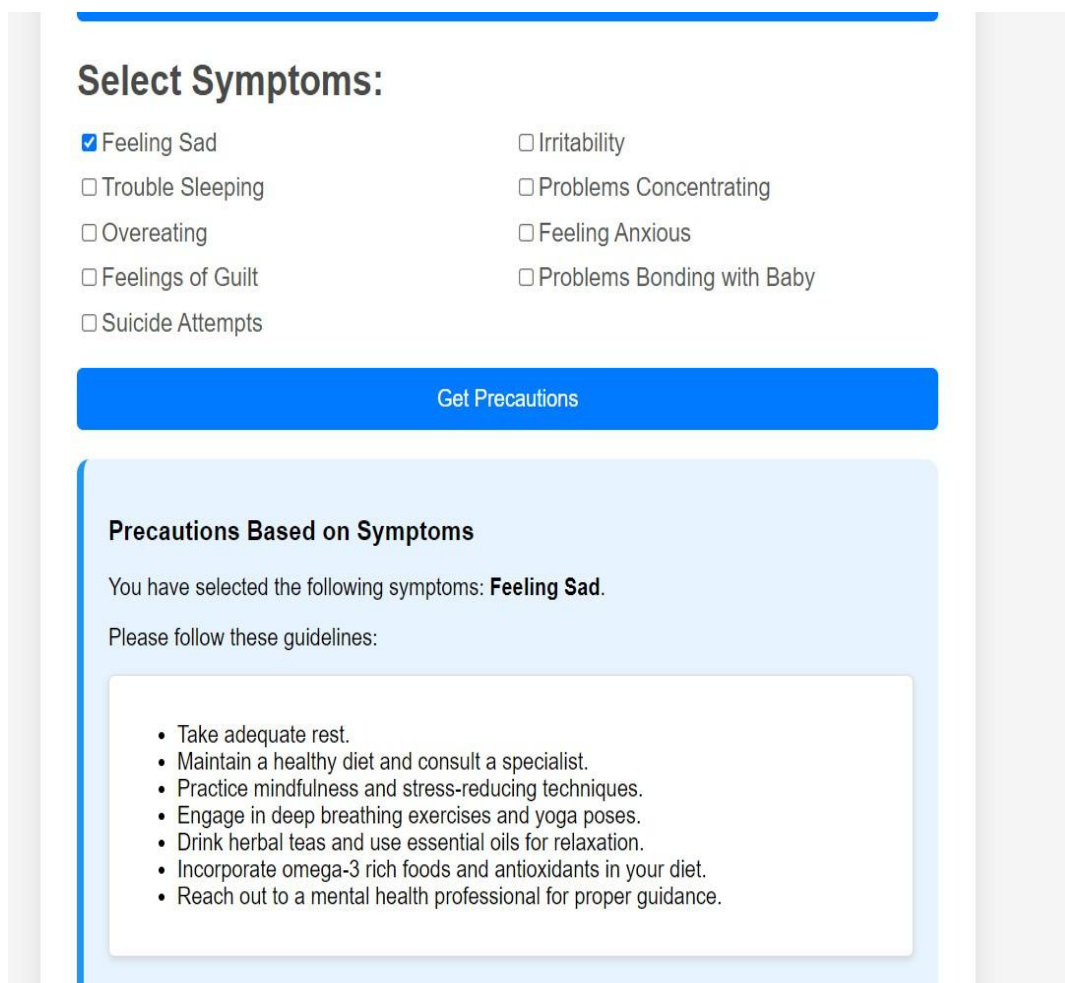 Select Symptoms:
Feeling Sad
Irritability
Trouble Sleeping
Problems Concentrating
Overeating
Feeling Anxious
Feelings of Guilt
Problems Bonding with Baby
Suicide Attempts
Get Precautions
Precautions Based on Symptoms
You have selected the following symptoms: Feeling Sad.
Please follow these guidelines:
• Take adequate rest.
• Maintain a healthy diet and consult a specialist.
• Practice mindfulness and stress-reducing techniques.
• Engage in deep breathing exercises and yoga poses.
• Drink herbal teas and use essential oils for relaxation.
• Incorporate omega-3 rich foods and antioxidants in your diet.
• Reach out to a mental health professional for proper guidance.